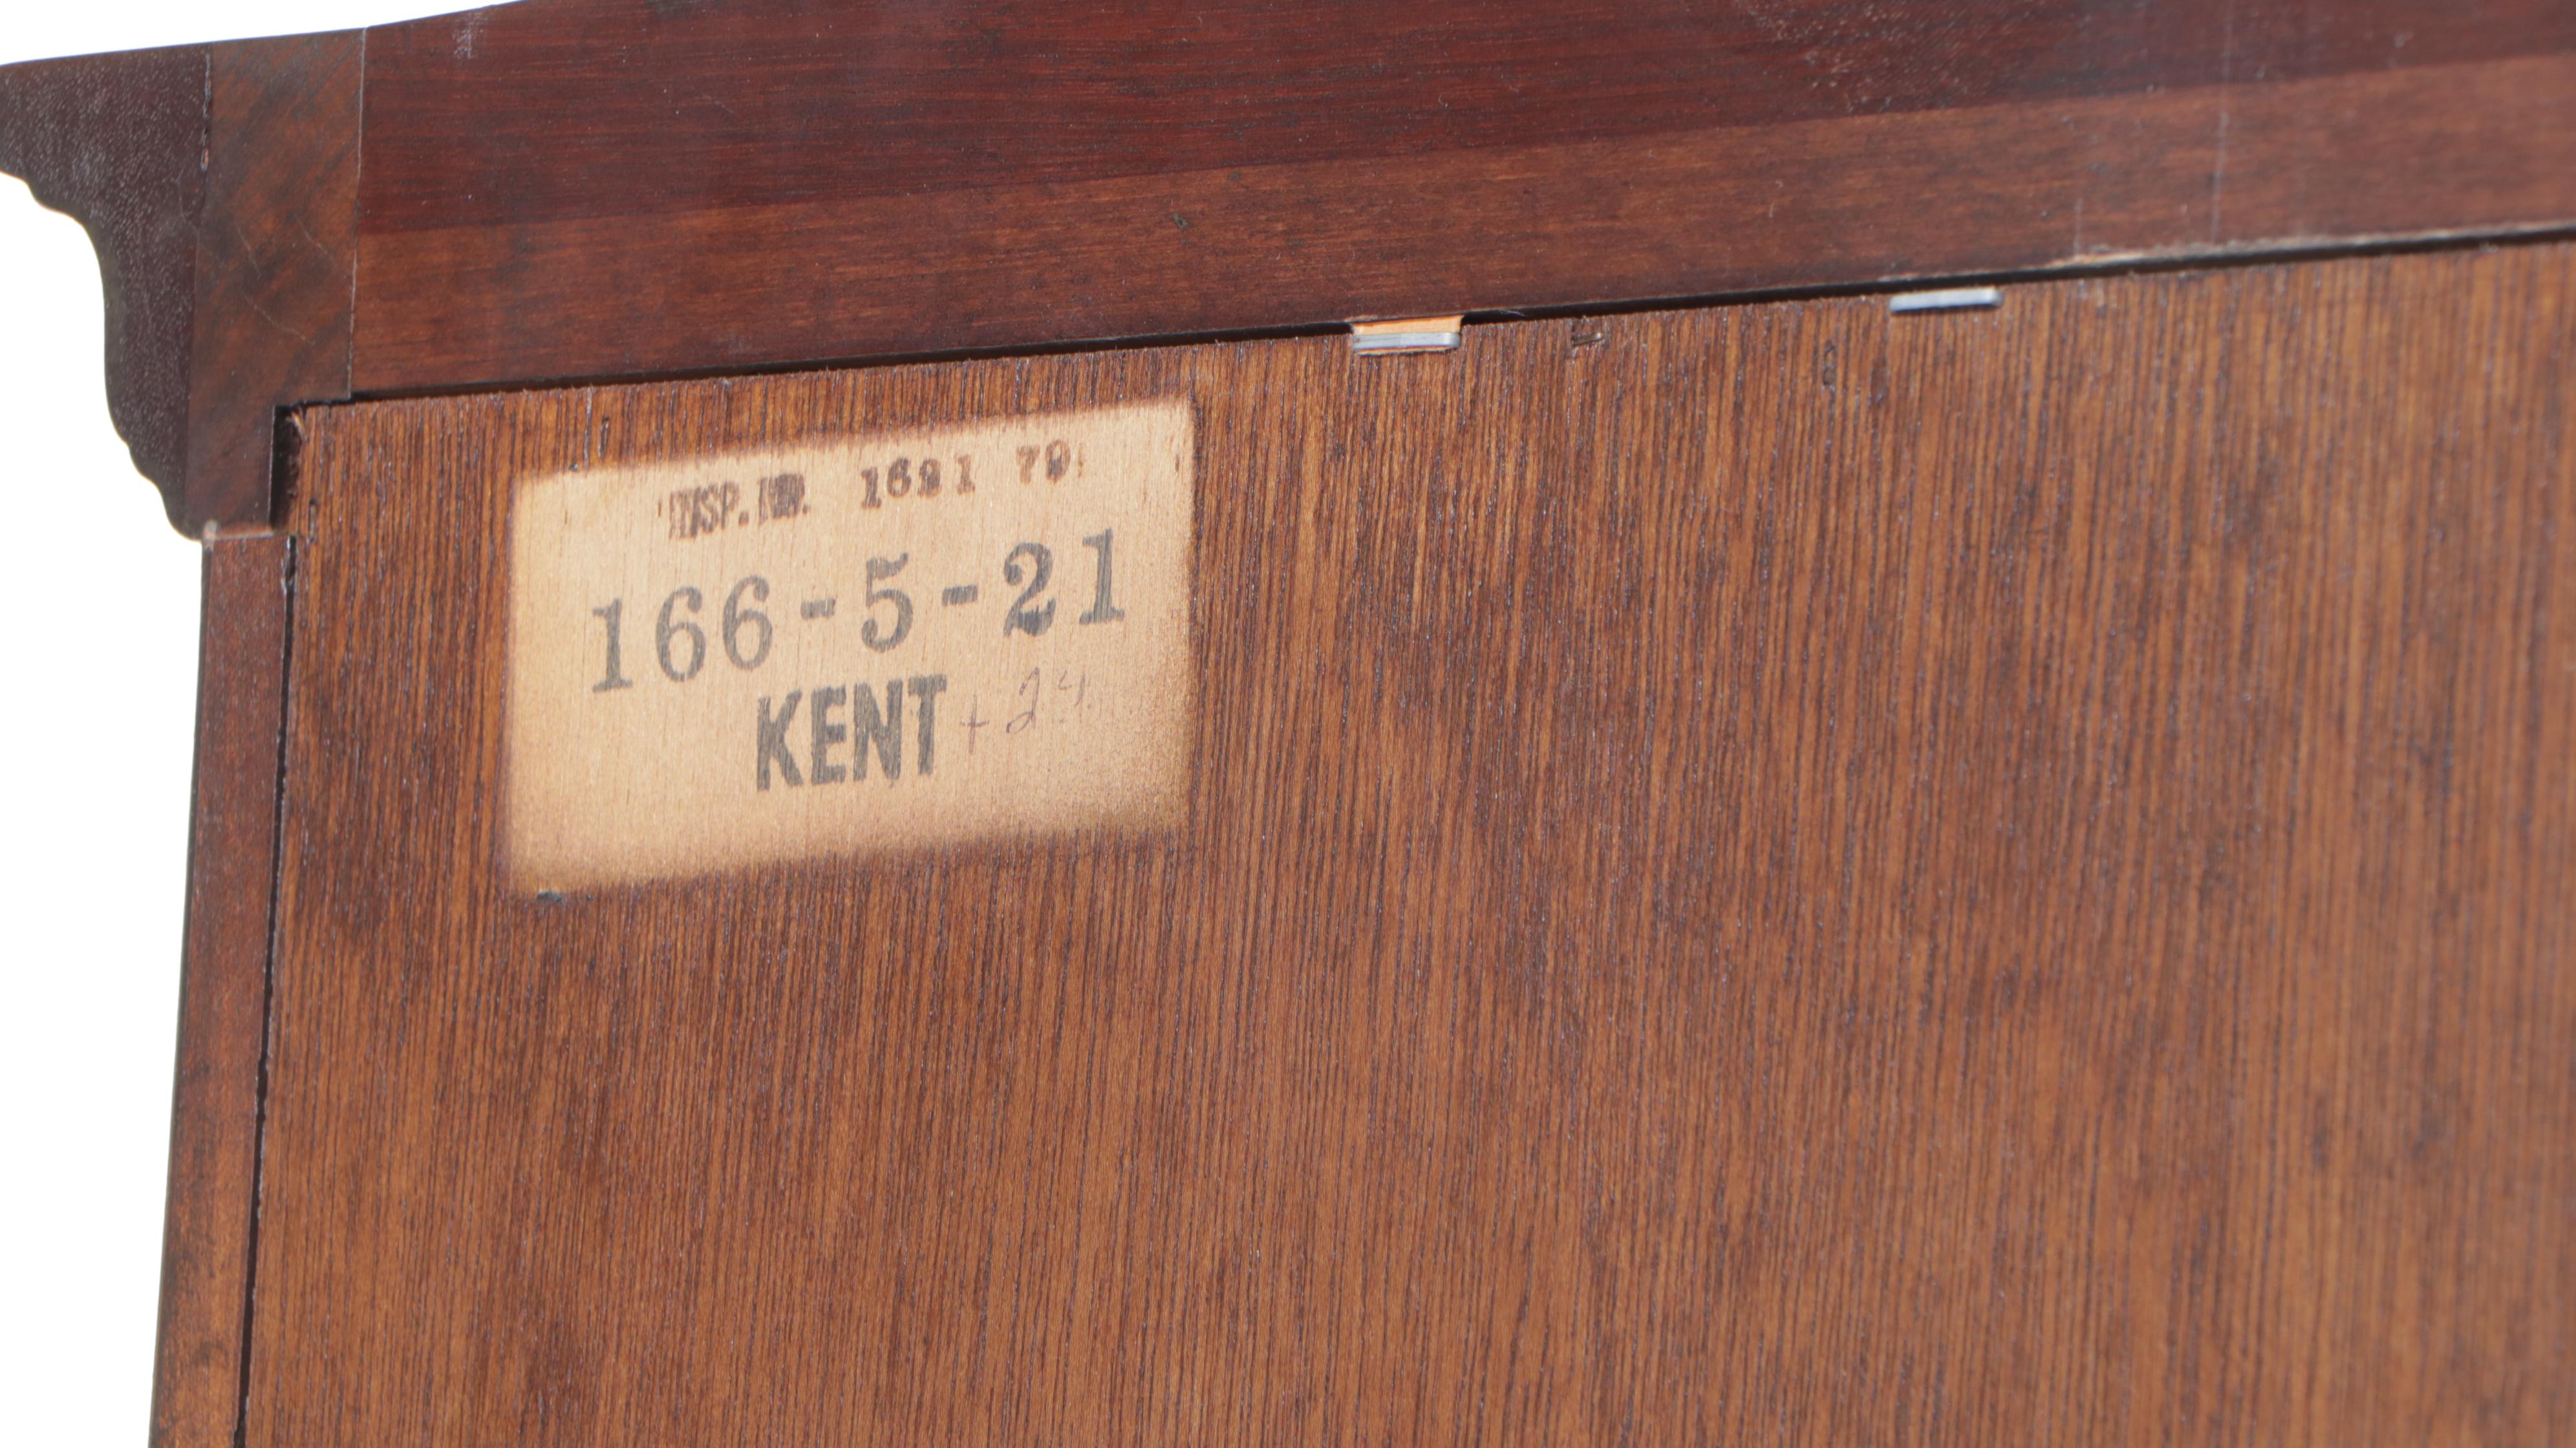 INSP. NO. 1621 79
166-5-21
KENT + 24